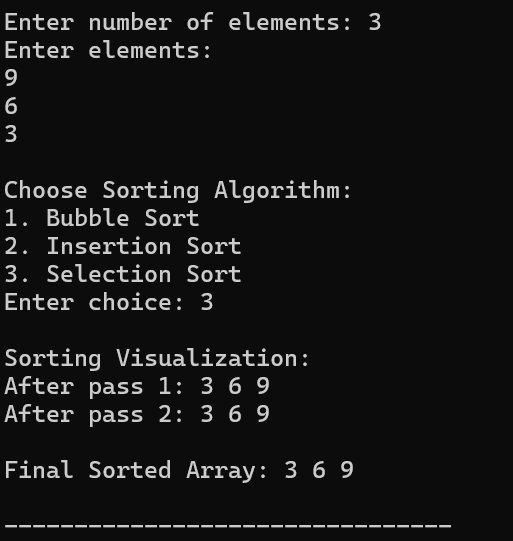 Enter number of elements: 3
Enter elements:
9
6
3
Choose Sorting Algorithm:
1. Bubble Sort
2. Insertion Sort
3. Selection Sort
Enter choice: 3
Sorting Visualization:
After pass 1: 3 6 9
After pass 2: 3 6 9
Final Sorted Array: 3 6 9
--------------------------------